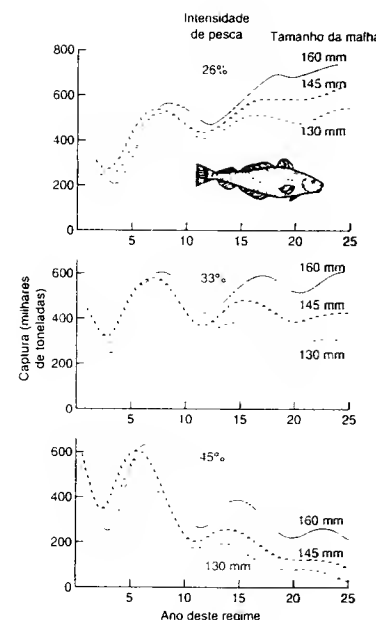 Intensidade
de pesca
Tamanho da malha
800
600
400
200
0
26%
160 mm
145 mm
130 mm
5
10
15
20
25
Captura (milhares
de toneladas)
600
400
200
0
33%
160 mm
145 mm
130 mm
5
10
15
20
25
600
400
200
0
45%
160 mm
145 mm
130 mm
5
10
15
20
25
Ano deste regime